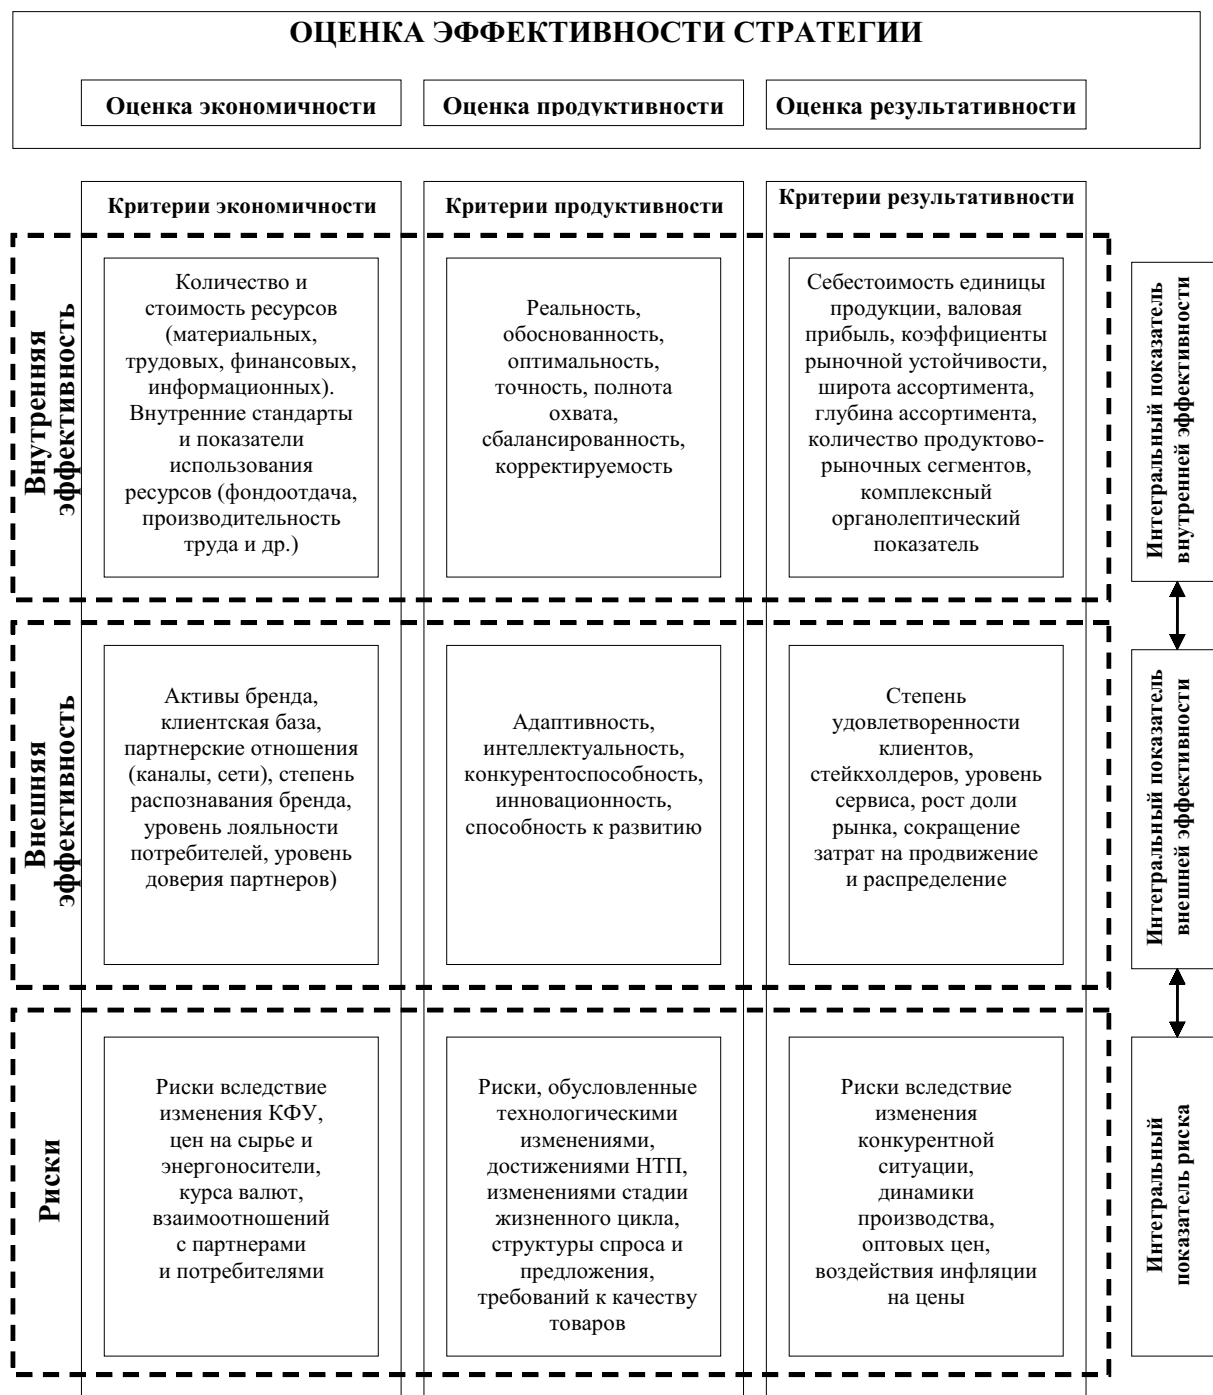 ОЦЕНКА ЭФФЕКТИВНОСТИ СТРАТЕГИИ
Оценка экономичности
Оценка продуктивности
Оценка результативности
Критерии экономичности
Критерии продуктивности
Критерии результативности
Внутренняя
эффективность
Количество и
стоимость ресурсов
(материальных,
трудовых, финансовых,
информационных).
Внутренние стандарты
и показатели
использования
ресурсов (фондоотдача,
производительность
труда и др.)
Реальность,
обоснованность,
оптимальность,
точность, полнота
охвата,
сбалансированность,
корректируемость
Себестоимость единицы
продукции, валовая
прибыль, коэффициенты
рыночной устойчивости,
широта ассортимента,
глубина ассортимента,
количество продуктово-
рыночных сегментов,
комплексный
органолептический
показатель
Интегральный показатель
внутренней эффективности
Внешняя
эффективность
Активы бренда,
клиентская база,
партнерские отношения
(каналы, сети), степень
распознавания бренда,
уровень лояльности
потребителей, уровень
доверия партнеров)
Адаптивность,
интеллектуальность,
конкурентоспособность,
инновационность,
способность к развитию
Степень
удовлетворенности
клиентов,
стейкхолдеров, уровень
сервиса, рост доли
рынка, сокращение
затрат на продвижение
и распределение
Интегральный показатель
внешней эффективности
Риски
Риски вследствие
изменения КФУ,
цен на сырье и
энергоносители,
курса валют,
взаимоотношений
с партнерами
и потребителями
Риски, обусловленные
технологическими
изменениями,
достижениями НТП,
изменениями стадии
жизненного цикла,
структуры спроса и
предложения,
требований к качеству
товаров
Риски вследствие
изменения
конкурентной
ситуации,
динамики
производства,
оптовых цен,
воздействия инфляции
на цены
Интегральный
показатель риска